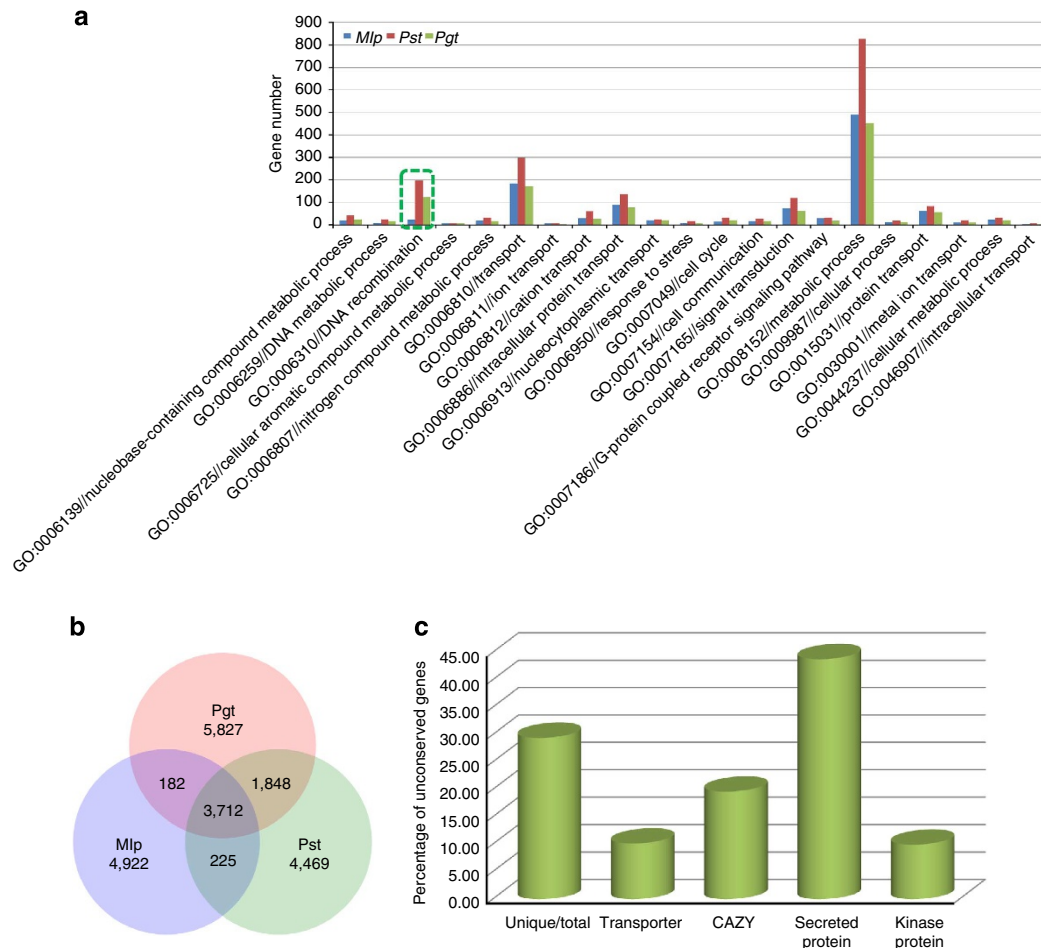 a
900
800
700
600
500
400
300
200
100
0
Gene number
Mlp Pst Pgt
GO:0006139//nucleobase-containing compound metabolic process
GO:0006259//DNA metabolic process
GO:0006310//DNA recombination
GO:0006725//cellular aromatic compound metabolic process
GO:0006807//nitrogen compound metabolic process
GO:0006810//transport
GO:0006811//ion transport
GO:0006812//cation transport
GO:0006886//intracellular protein transport
GO:0006913//nucleocytoplasmic transport
GO:0006950//response to stress
GO:0007049//cell cycle
GO:0007154//cell communication
GO:0007165//signal transduction
GO:0007186//G-protein coupled receptor signaling pathway
GO:0008152//metabolic process
GO:0009987//cellular process
GO:0015031//protein transport
GO:0030001//metal ion transport
GO:0044237//cellular metabolic process
GO:0046907//intracellular transport
b
Pgt
5,827
182
1,848
3,712
Mlp
4,922
225
Pst
4,469
c
Percentage of unconserved genes
45.00
40.00
35.00
30.00
25.00
20.00
15.00
10.00
5.00
0.00
Unique/total
Transporter
CAZY
Secreted
protein
Kinase
protein